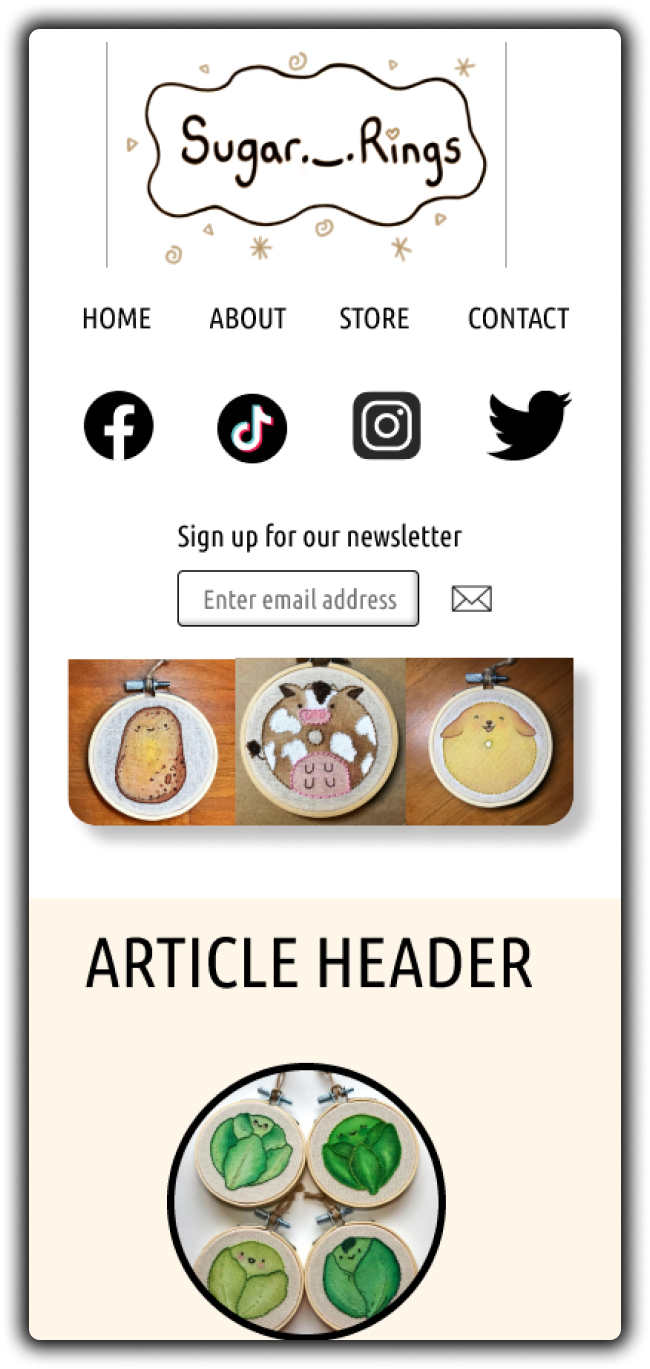 Sugar._.Rings
HOME ABOUT STORE CONTACT
Sign up for our newsletter
Enter email address
ARTICLE HEADER